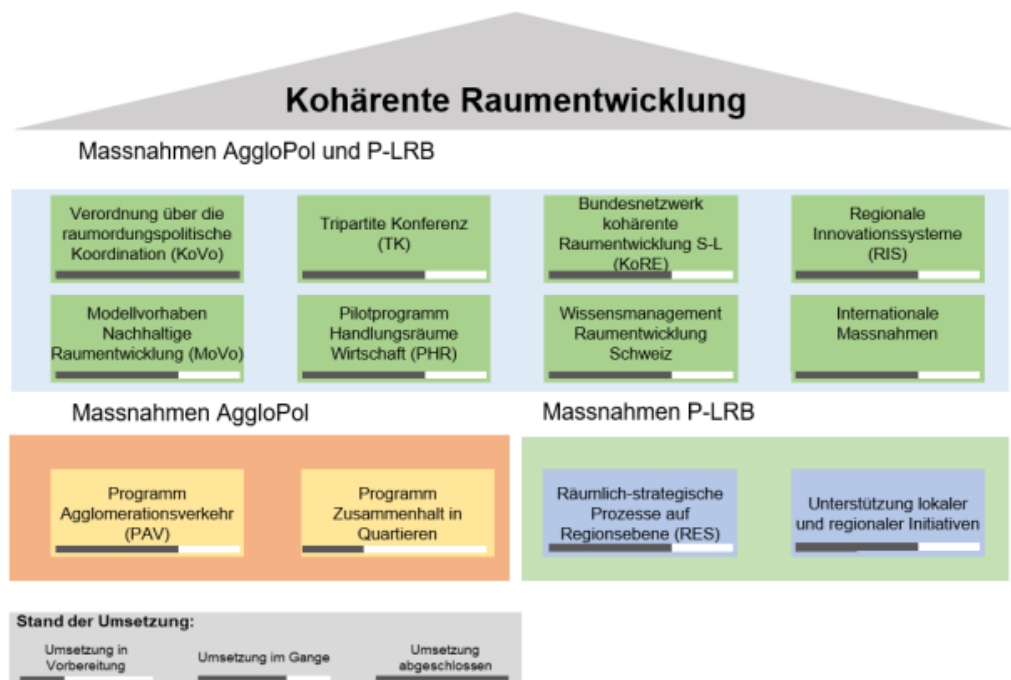 Kohärente Raumentwicklung
Massnahmen AggloPol und P-LRB
Verordnung über die
raumordungspolitische
Koordination (KoVo)
Tripartite Konferenz
(TK)
Bundesnetzwerk
kohärente
Raumentwicklung S-L
(KoRE)
Regionale
Innovationssysteme
(RIS)
Modellvorhaben
Nachhaltige
Raumentwicklung (MoVo)
Pilotprogramm
Handlungsräume
Wirtschaft (PHR)
Wissensmanagement
Raumentwicklung
Schweiz
Internationale
Massnahmen
Massnahmen AggloPol
Massnahmen P-LRB
Programm
Agglomerationsverkehr
(PAV)
Programm
Zusammenhalt in
Quartieren
Räumlich-strategische
Prozesse auf
Regionsebene (RES)
Unterstützung lokaler
und regionaler Initiativen
Stand der Umsetzung:
Umsetzung in
Vorbereitung
Umsetzung im Gange
Umsetzung
abgeschlossen